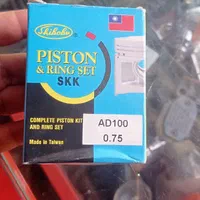 Shikoku
PISTON
& RING SET
SKK
COMPLETE PISTON KIT
AND RING SET
Made in Taiwan
AD100
0.75